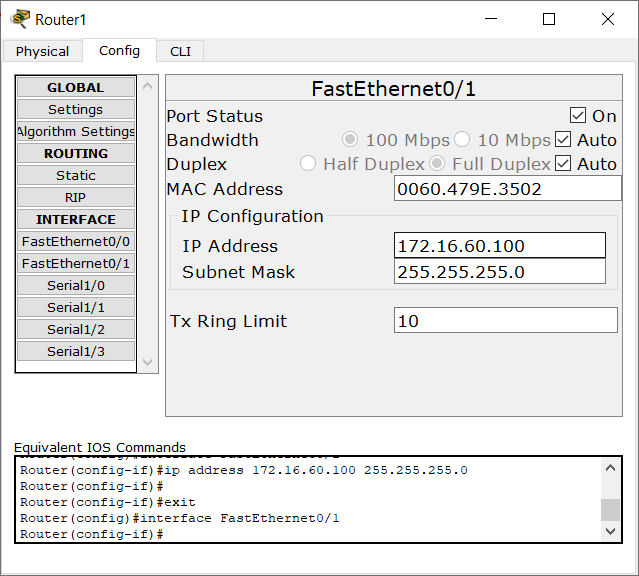 Router1
Physical Config CLI
GLOBAL
Settings
Algorithm Settings
ROUTING
Static
RIP
INTERFACE
FastEthernet0/0
FastEthernet0/1
Serial1/0
Serial1/1
Serial1/2
Serial1/3
FastEthernet0/1
Port Status On
Bandwidth 100 Mbps 10 Mbps Auto
Duplex Half Duplex Full Duplex Auto
MAC Address 0060.479E.3502
IP Configuration
IP Address 172.16.60.100
Subnet Mask 255.255.255.0
Tx Ring Limit 10
Equivalent IOS Commands
Router(config)#interface FastEthernet0/1
Router(config-if)#ip address 172.16.60.100 255.255.255.0
Router(config-if)#
Router(config-if)#exit
Router(config)#interface FastEthernet0/1
Router(config-if)#